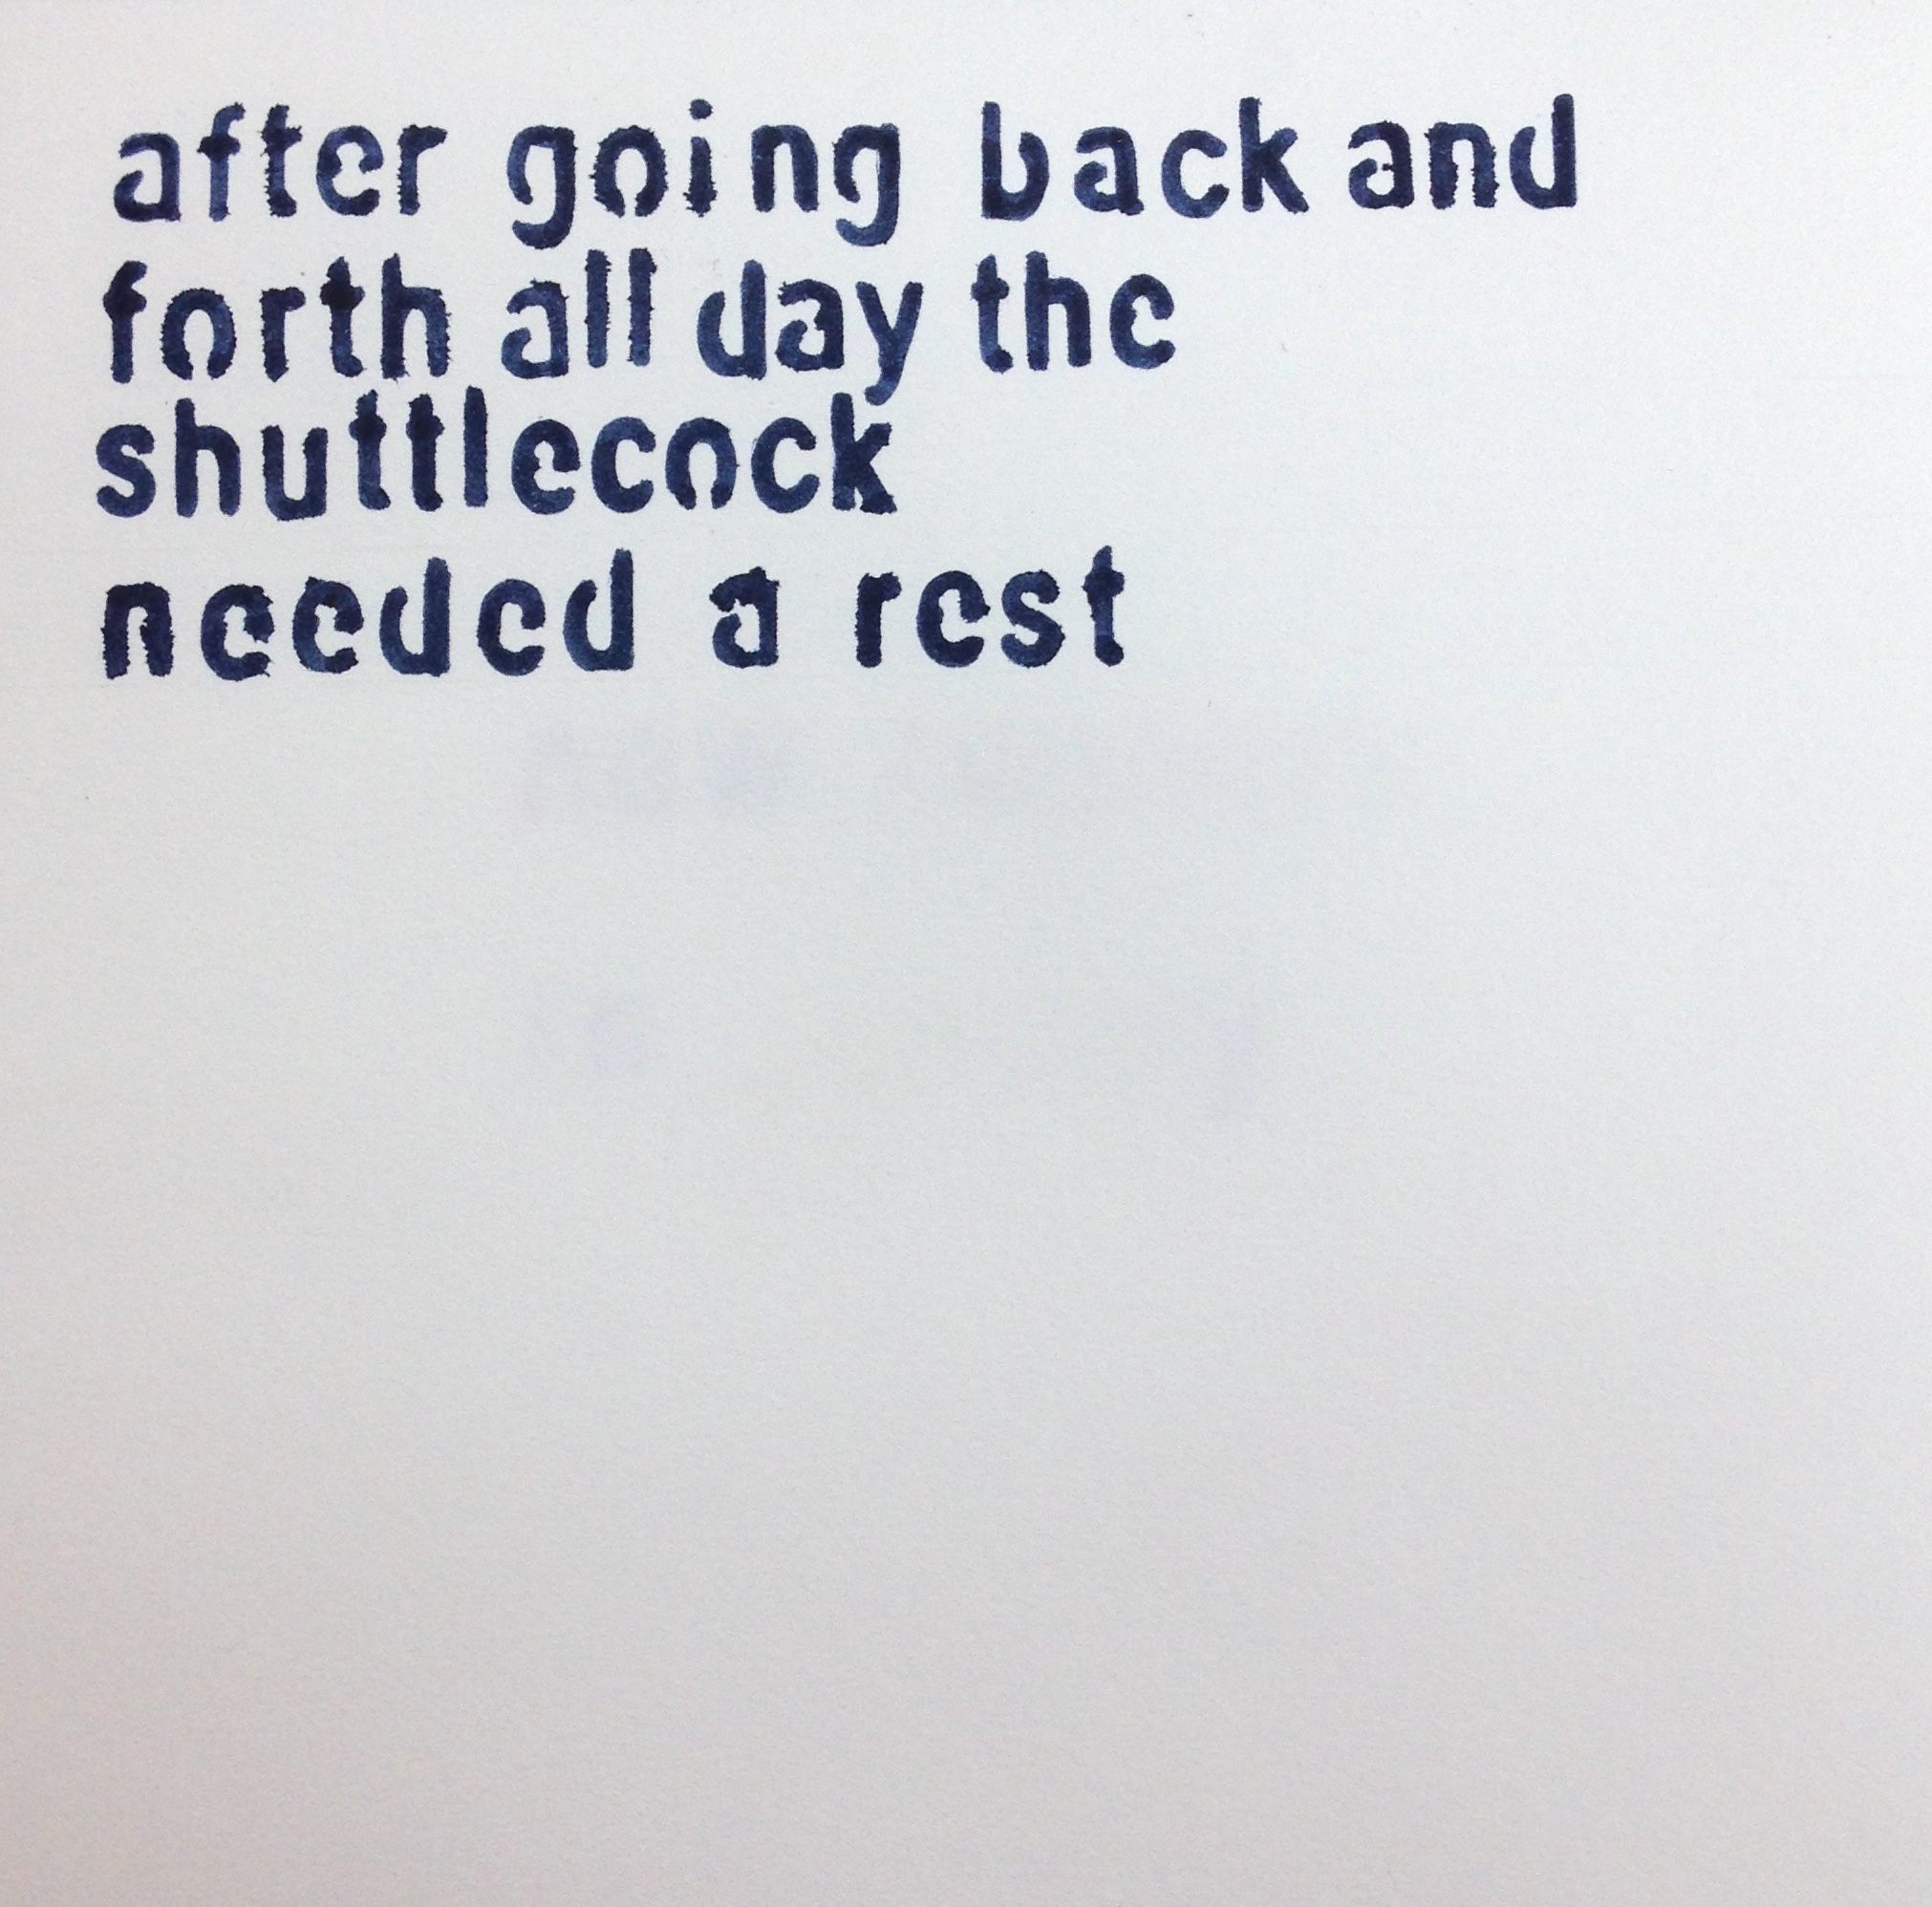 after going back and
forth all day the
shuttlecock
needed a rest